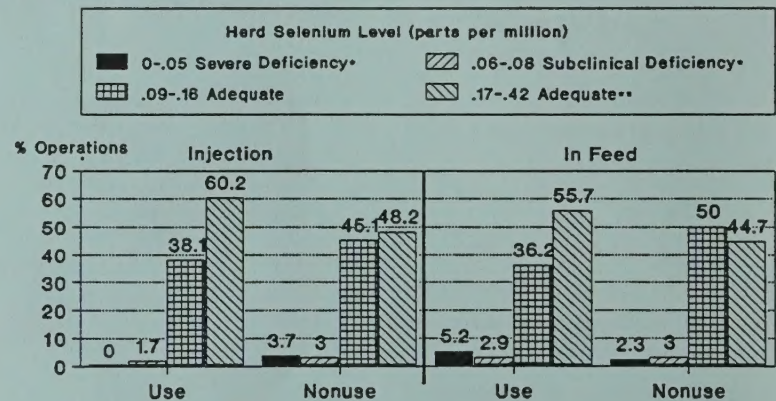 Herd Selenium Level (parts per million)
0-.05 Severe Deficiency* .06-.08 Subclinical Deficiency*
.09-.16 Adequate .17-.42 Adequate**
% Operations Injection In Feed
70
60
50
40
30
20
10
0
0 1.7 38.1 60.2 3.7 3 45.1 48.2 5.2 2.9 36.2 55.7 2.3 3 50 44.7
Use Nonuse Use Nonuse